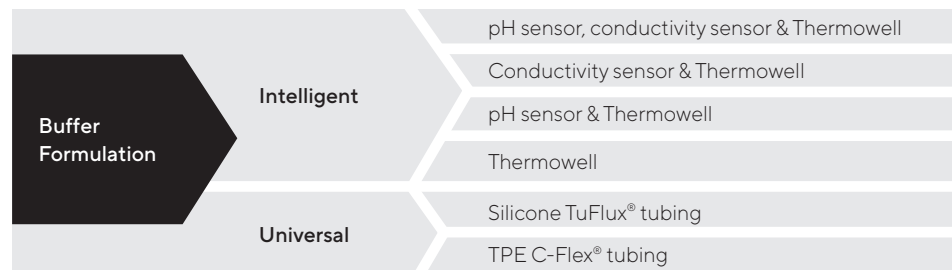 Buffer
Formulation
Intelligent
pH sensor, conductivity sensor & Thermowell
Conductivity sensor & Thermowell
pH sensor & Thermowell
Thermowell
Universal
Silicone TuFlux® tubing
TPE C-Flex® tubing